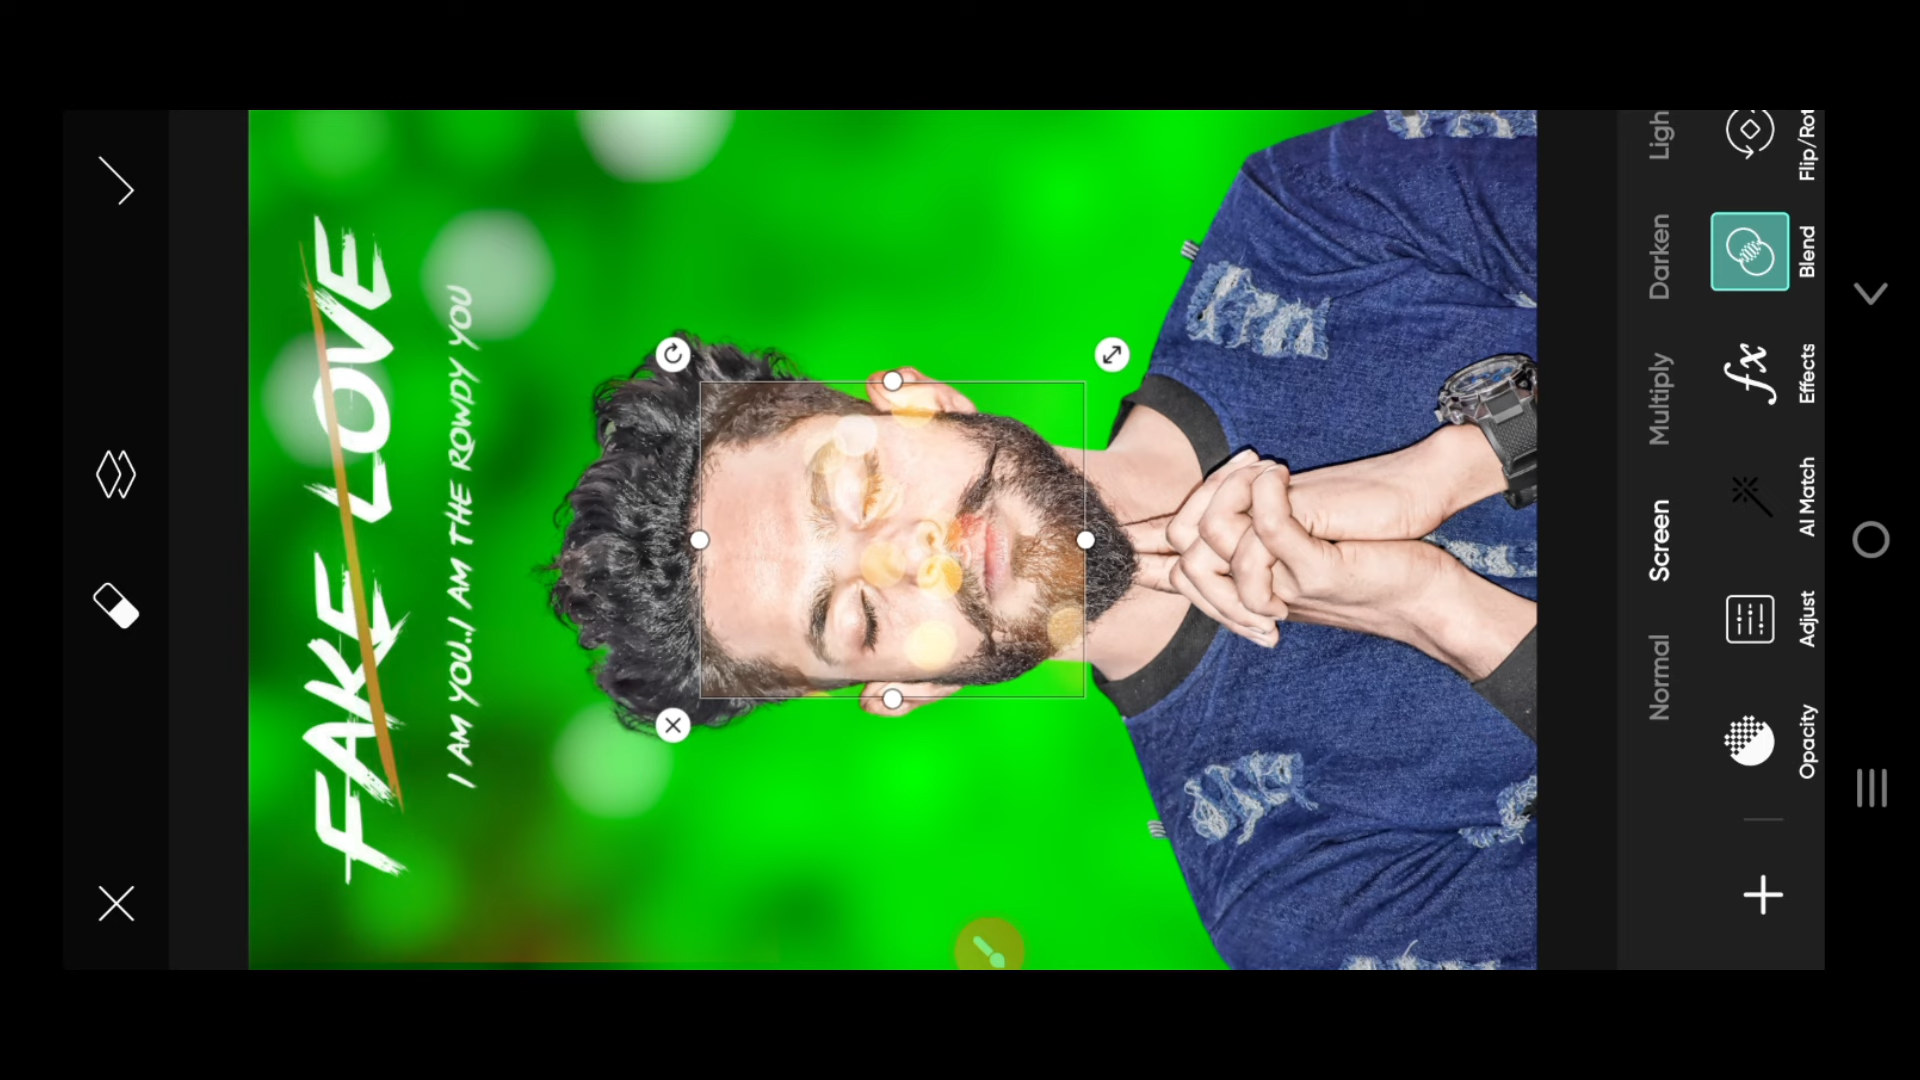 FAKE LOVE
I AM YOU..I AM THE ROWDY YOU
Normal
Screen
Multiply
Darken
Ligh
Opacity
Adjust
AI Match
fx
Effects
Blend
Flip/Rot